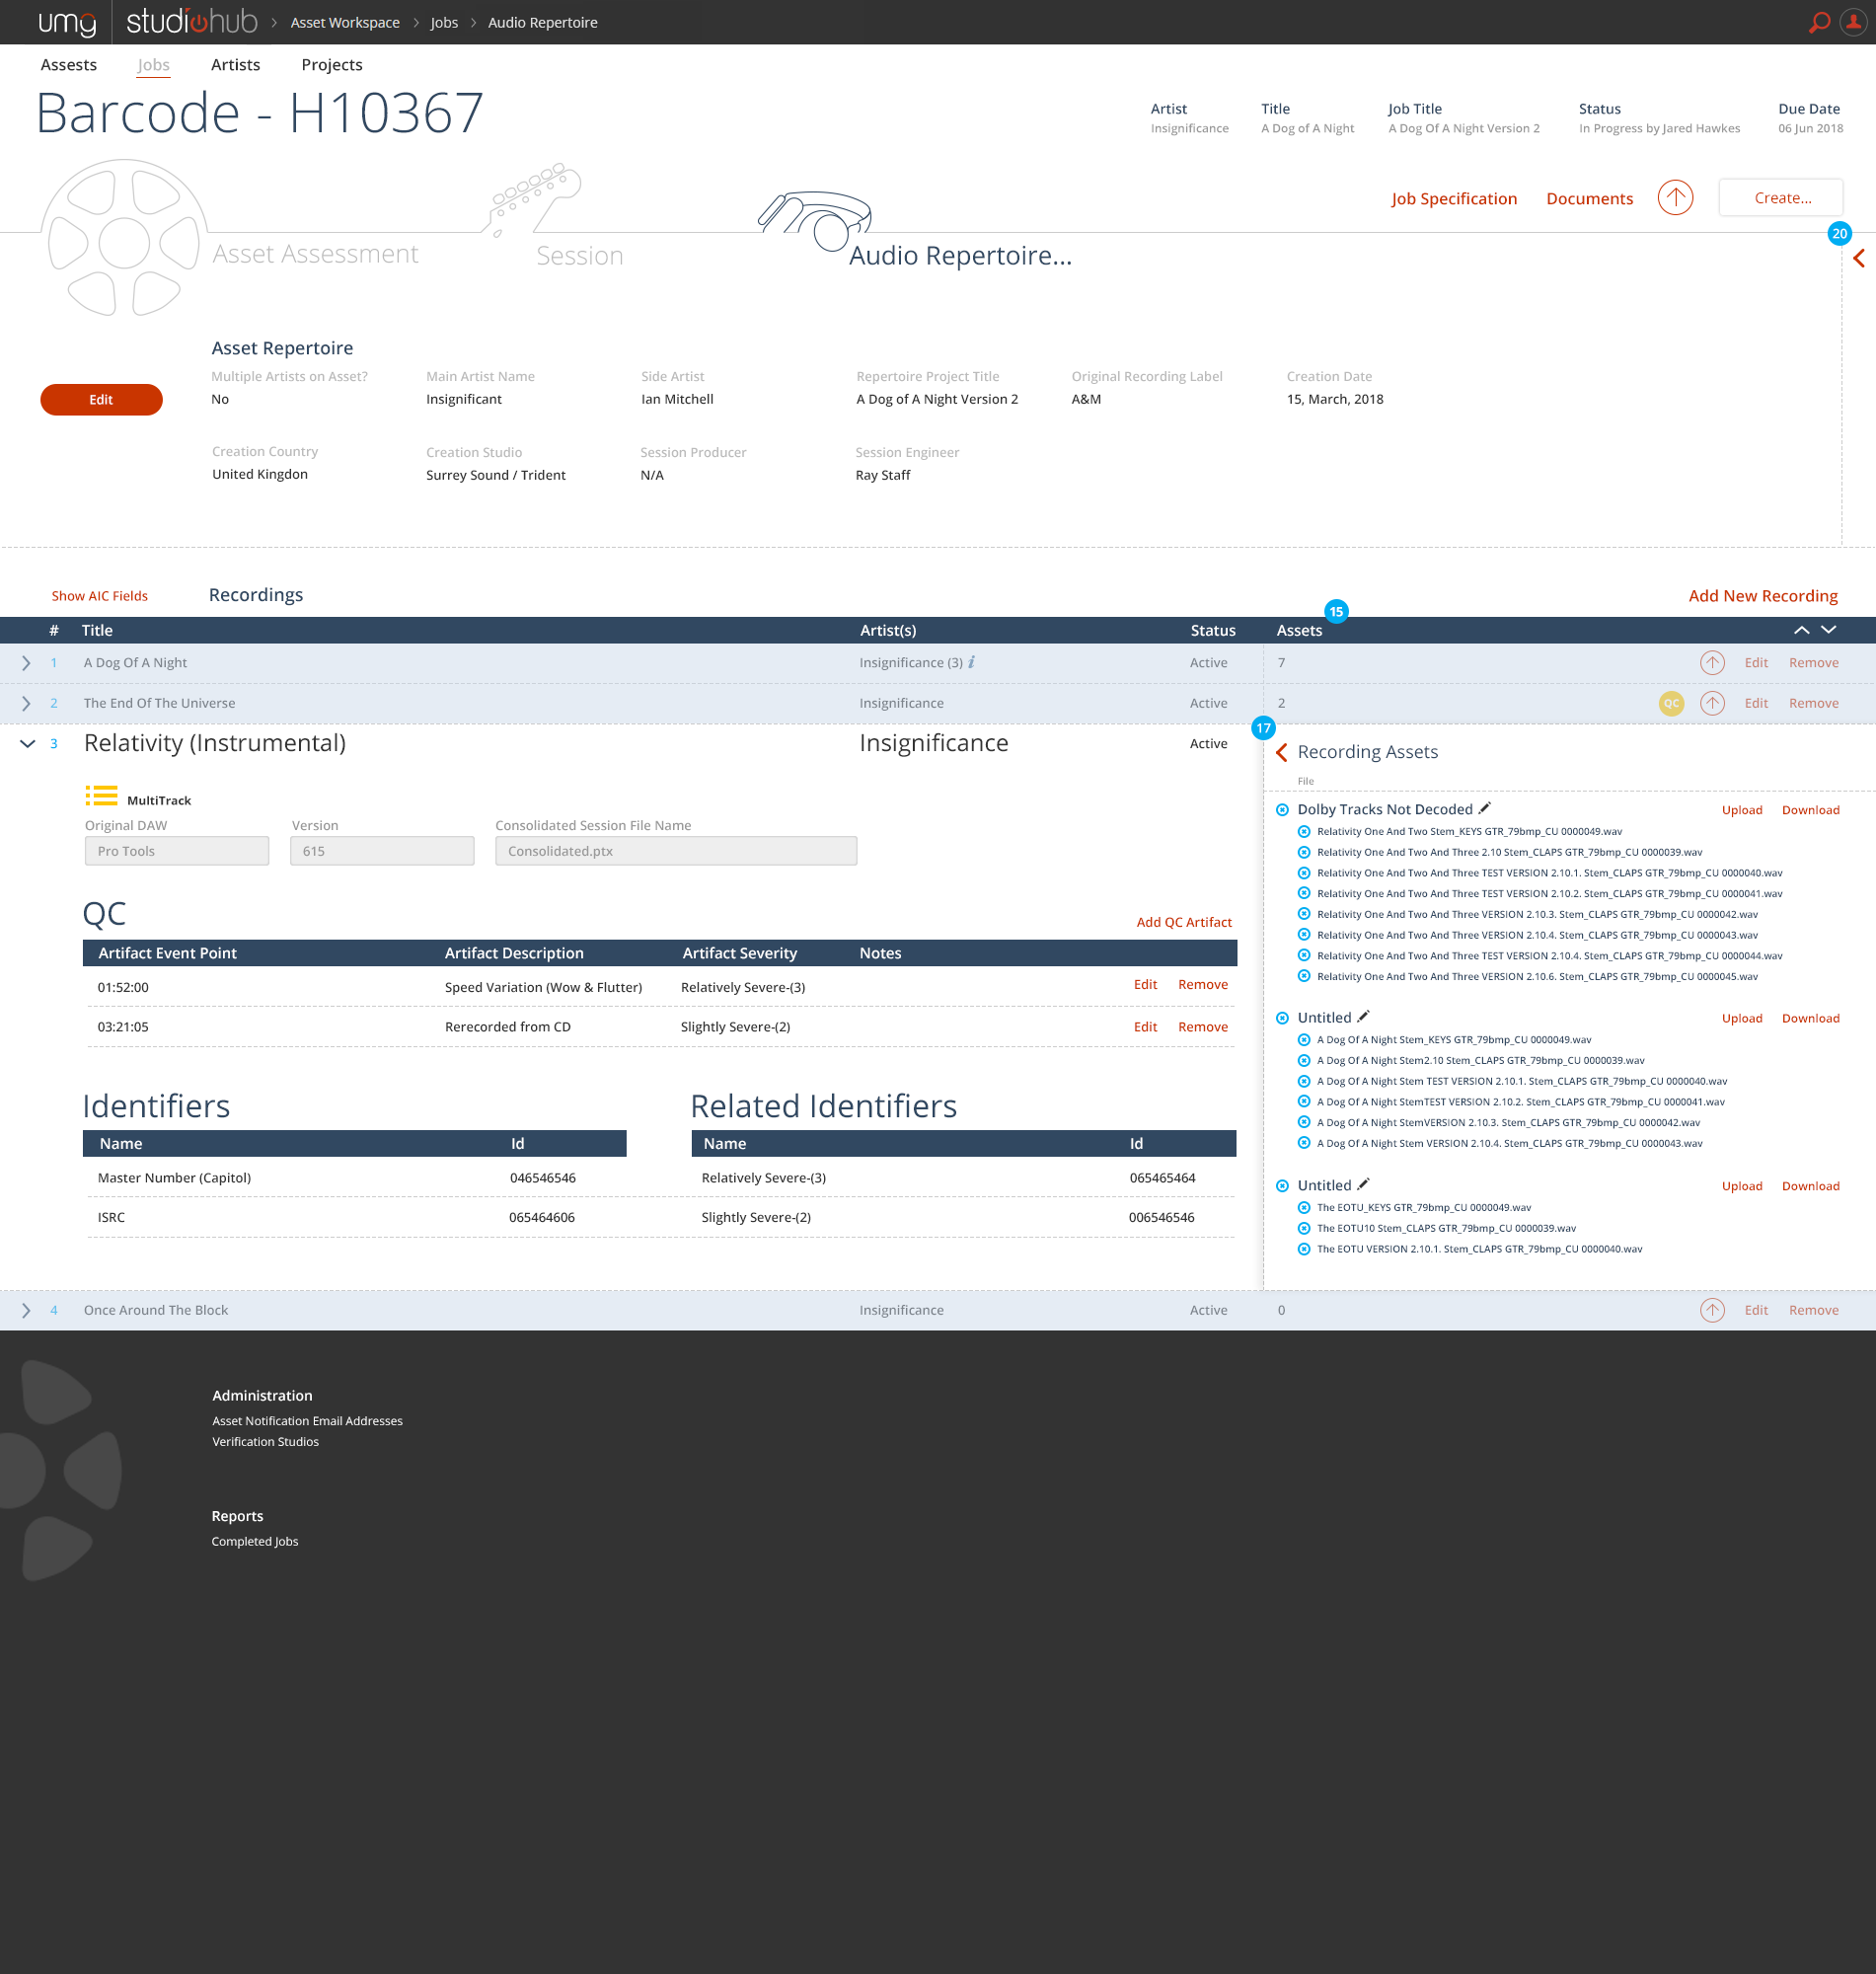 umg studiohub > Asset Workspace > Jobs > Audio Repertoire
Assests Jobs Artists Projects
Barcode - H10367
Artist Title Job Title Status Due Date
Insignificance A Dog of A Night A Dog Of A Night Version 2 In Progress by Jared Hawkes 06 Jun 2018
Job Specification Documents Create...
20
Asset Assessment Session Audio Repertoire...
Asset Repertoire
Multiple Artists on Asset? Main Artist Name Side Artist Repertoire Project Title Original Recording Label Creation Date
Edit
No Insignificant Ian Mitchell A Dog of A Night Version 2 A&M 15, March, 2018
Creation Country Creation Studio Session Producer Session Engineer
United Kingdon Surrey Sound / Trident N/A Ray Staff
Show AIC Fields Recordings Add New Recording
15
# Title Artist(s) Status Assets
1 A Dog Of A Night Insignificance (3) i Active 7 Edit Remove
2 The End Of The Universe Insignificance Active 2 QC Edit Remove
17
3 Relativity (Instrumental) Insignificance Active
MultiTrack
Original DAW Version Consolidated Session File Name
Pro Tools 615 Consolidated.ptx
QC
Add QC Artifact
Artifact Event Point Artifact Description Artifact Severity Notes
01:52:00 Speed Variation (Wow & Flutter) Relatively Severe-(3) Edit Remove
03:21:05 Rerecorded from CD Slightly Severe-(2) Edit Remove
Identifiers
Name Id
Master Number (Capitol) 046546546
ISRC 065464606
Related Identifiers
Name Id
Relatively Severe-(3) 065465464
Slightly Severe-(2) 006546546
Recording Assets
File
Dolby Tracks Not Decoded Upload Download
Relativity One And Two Stem_KEYS GTR_79bmp_CU 0000049.wav
Relativity One And Two And Three 2.10 Stem_CLAPS GTR_79bmp_CU 0000039.wav
Relativity One And Two And Three TEST VERSION 2.10.1. Stem_CLAPS GTR_79bmp_CU 0000040.wav
Relativity One And Two And Three TEST VERSION 2.10.2. Stem_CLAPS GTR_79bmp_CU 0000041.wav
Relativity One And Two And Three VERSION 2.10.3. Stem_CLAPS GTR_79bmp_CU 0000042.wav
Relativity One And Two And Three VERSION 2.10.4. Stem_CLAPS GTR_79bmp_CU 0000043.wav
Relativity One And Two And Three TEST VERSION 2.10.4. Stem_CLAPS GTR_79bmp_CU 0000044.wav
Relativity One And Two And Three VERSION 2.10.6. Stem_CLAPS GTR_79bmp_CU 0000045.wav
Untitled Upload Download
A Dog Of A Night Stem_KEYS GTR_79bmp_CU 0000049.wav
A Dog Of A Night Stem2.10 Stem_CLAPS GTR_79bmp_CU 0000039.wav
A Dog Of A Night Stem TEST VERSION 2.10.1. Stem_CLAPS GTR_79bmp_CU 0000040.wav
A Dog Of A Night StemTEST VERSION 2.10.2. Stem_CLAPS GTR_79bmp_CU 0000041.wav
A Dog Of A Night StemVERSION 2.10.3. Stem_CLAPS GTR_79bmp_CU 0000042.wav
A Dog Of A Night Stem VERSION 2.10.4. Stem_CLAPS GTR_79bmp_CU 0000043.wav
Untitled Upload Download
The EOTU_KEYS GTR_79bmp_CU 0000049.wav
The EOTU10 Stem_CLAPS GTR_79bmp_CU 0000039.wav
The EOTU VERSION 2.10.1. Stem_CLAPS GTR_79bmp_CU 0000040.wav
4 Once Around The Block Insignificance Active 0 Edit Remove
Administration
Asset Notification Email Addresses
Verification Studios
Reports
Completed Jobs